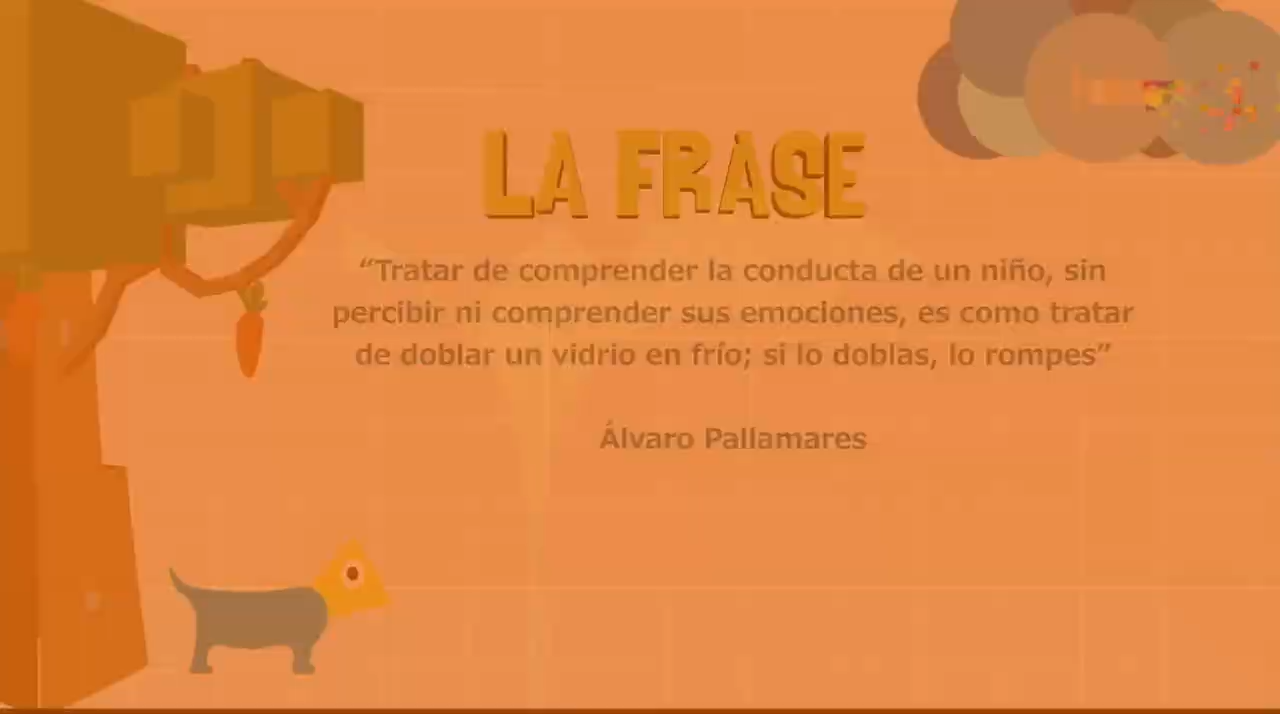 LA FRASE
“Tratar de comprender la conducta de un niño, sin
percibir ni comprender sus emociones, es como tratar
de doblar un vidrio en frío; si lo doblas, lo rompes”
Álvaro Pallamares